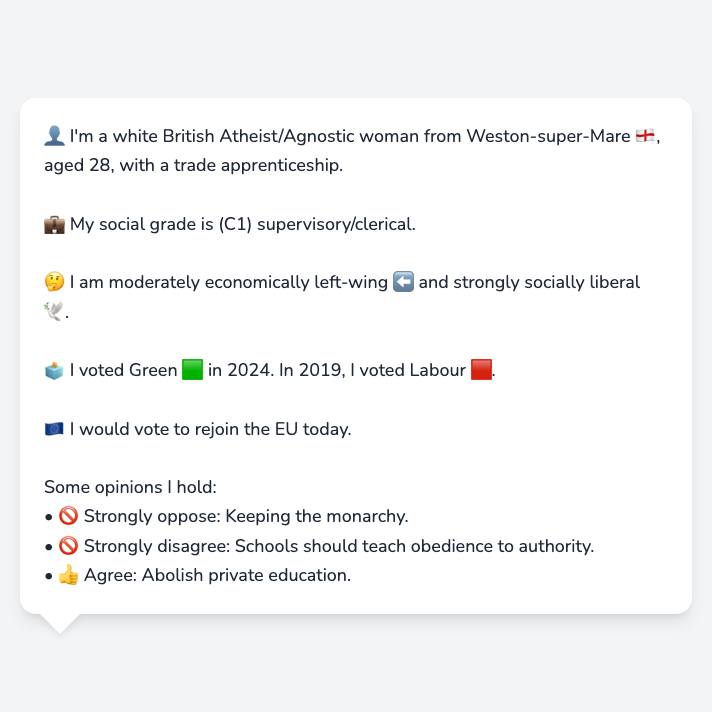 👤 I'm a white British Atheist/Agnostic woman from Weston-super-Mare 🏴󠁧󠁢󠁥󠁮󠁧󠁿,
aged 28, with a trade apprenticeship.
💼 My social grade is (C1) supervisory/clerical.
🤔 I am moderately economically left-wing ⬅️ and strongly socially liberal
🕊️.
🗳️ I voted Green 🟩 in 2024. In 2019, I voted Labour 🟥.
🇪🇺 I would vote to rejoin the EU today.
Some opinions I hold:
• 🚫 Strongly oppose: Keeping the monarchy.
• 🚫 Strongly disagree: Schools should teach obedience to authority.
• 👍 Agree: Abolish private education.